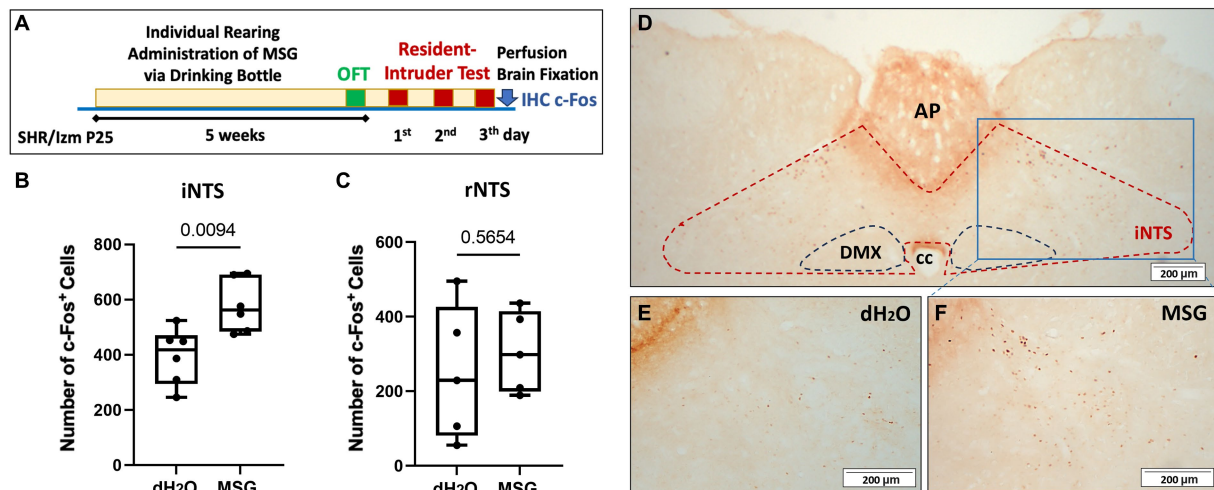 A
Individual Rearing
Administration of MSG
via Drinking Bottle
OFT
Resident-
Intruder Test
Perfusion
Brain Fixation
IHC c-Fos
SHR/Izm P25
5 weeks
1st
2nd
3th day
B
iNTS
0.0094
Number of c-Fos+ Cells
800
600
400
200
0
dH2O
MSG
C
rNTS
0.5654
Number of c-Fos+ Cells
600
400
200
0
dH2O
MSG
D
AP
DMX
cc
iNTS
200 µm
E
dH2O
200 µm
F
MSG
200 µm